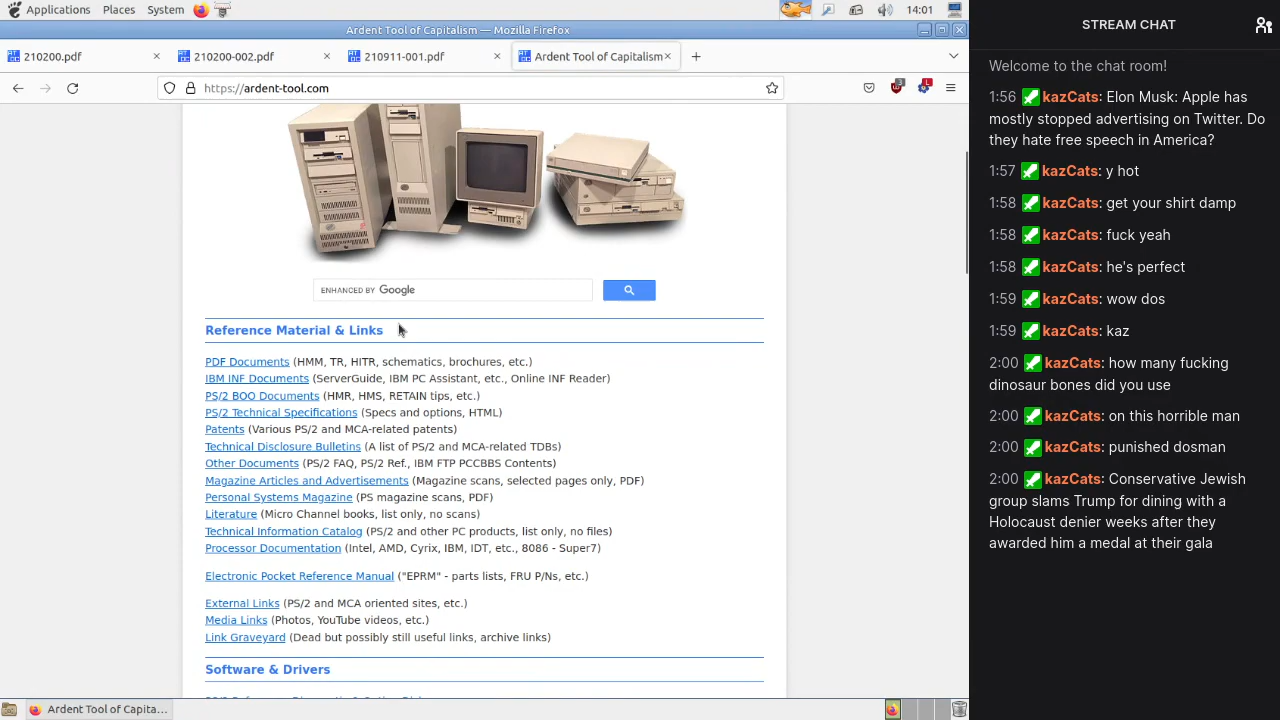 Applications Places System 14:01
Ardent Tool of Capitalism — Mozilla Firefox
210200.pdf 210200-002.pdf 210911-001.pdf Ardent Tool of Capitalism
https://ardent-tool.com 3 L
ENHANCED BY Google
Reference Material & Links
PDF Documents (HMM, TR, HITR, schematics, brochures, etc.)
IBM INF Documents (ServerGuide, IBM PC Assistant, etc., Online INF Reader)
PS/2 BOO Documents (HMR, HMS, RETAIN tips, etc.)
PS/2 Technical Specifications (Specs and options, HTML)
Patents (Various PS/2 and MCA-related patents)
Technical Disclosure Bulletins (A list of PS/2 and MCA-related TDBs)
Other Documents (PS/2 FAQ, PS/2 Ref., IBM FTP PCCBBS Contents)
Magazine Articles and Advertisements (Magazine scans, selected pages only, PDF)
Personal Systems Magazine (PS magazine scans, PDF)
Literature (Micro Channel books, list only, no scans)
Technical Information Catalog (PS/2 and other PC products, list only, no files)
Processor Documentation (Intel, AMD, Cyrix, IBM, IDT, etc., 8086 - Super7)
Electronic Pocket Reference Manual ("EPRM" - parts lists, FRU P/Ns, etc.)
External Links (PS/2 and MCA oriented sites, etc.)
Media Links (Photos, YouTube videos, etc.)
Link Graveyard (Dead but possibly still useful links, archive links)
Software & Drivers
Ardent Tool of Capita...
STREAM CHAT
Welcome to the chat room!
1:56 kazCats: Elon Musk: Apple has
mostly stopped advertising on Twitter. Do
they hate free speech in America?
1:57 kazCats: y hot
1:58 kazCats: get your shirt damp
1:58 kazCats: fuck yeah
1:58 kazCats: he's perfect
1:59 kazCats: wow dos
1:59 kazCats: kaz
2:00 kazCats: how many fucking
dinosaur bones did you use
2:00 kazCats: on this horrible man
2:00 kazCats: punished dosman
2:00 kazCats: Conservative Jewish
group slams Trump for dining with a
Holocaust denier weeks after they
awarded him a medal at their gala